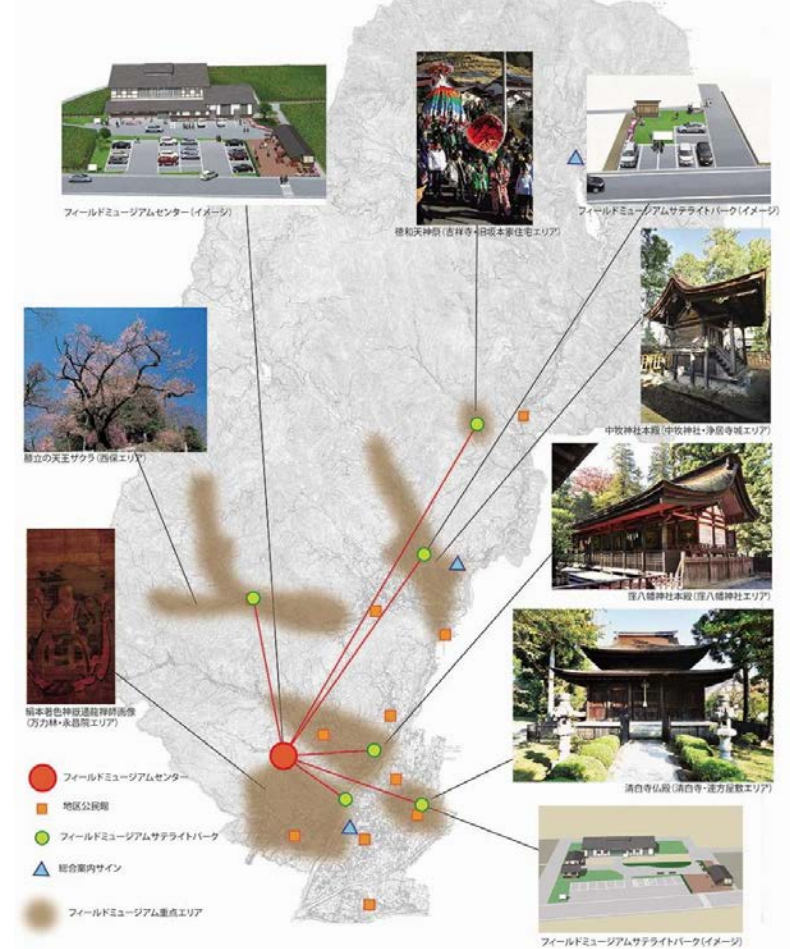 フィールドミュージアムセンター(イメージ)
徳和天神祭(吉祥寺・旧坂本家住宅エリア)
フィールドミュージアムサテライトパーク(イメージ)
中牧神社本殿(中牧神社・浄居寺城エリア)
膝立の天王ザクラ(西保エリア)
窪八幡神社本殿(窪八幡神社エリア)
絹本著色神嶽通龍禅師画像
(万力林・永昌院エリア)
清白寺仏殿(清白寺・連方屋敷エリア)
フィールドミュージアムセンター
地区公民館
フィールドミュージアムサテライトパーク
総合案内サイン
フィールドミュージアム重点エリア
フィールドミュージアムサテライトパーク(イメージ)